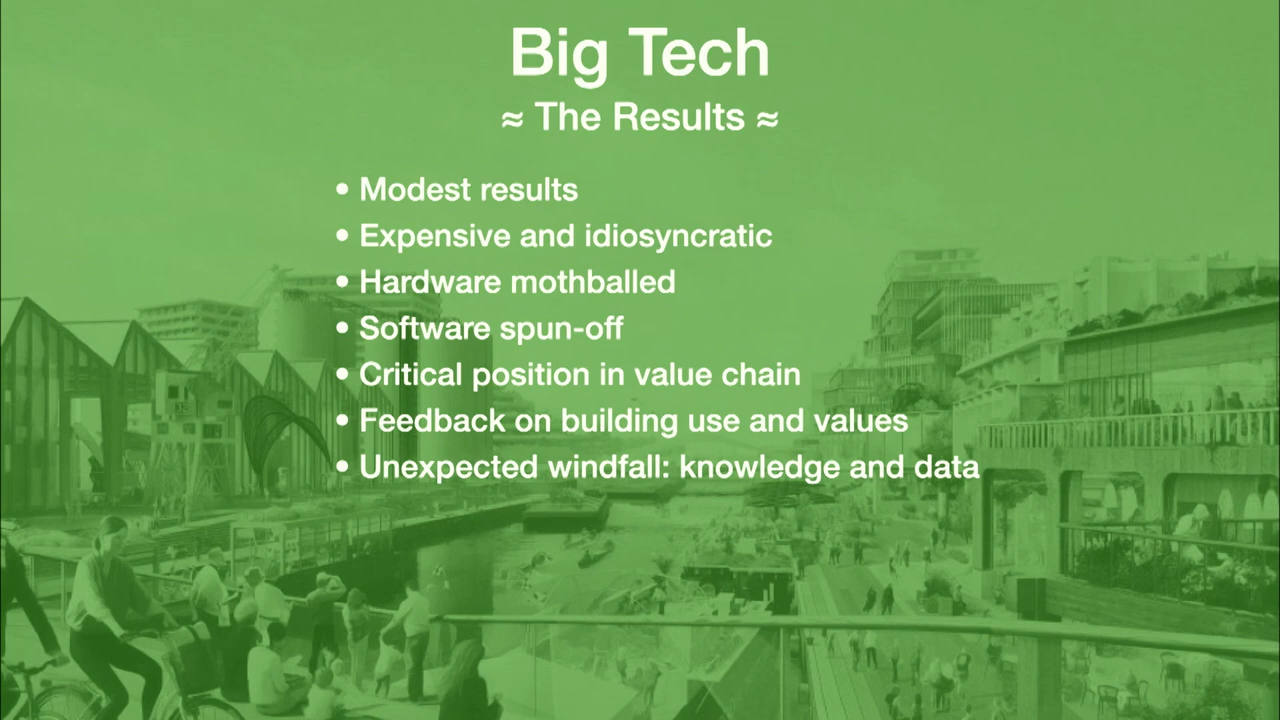 Big Tech
≈ The Results ≈
• Modest results
• Expensive and idiosyncratic
• Hardware mothballed
• Software spun-off
• Critical position in value chain
• Feedback on building use and values
• Unexpected windfall: knowledge and data